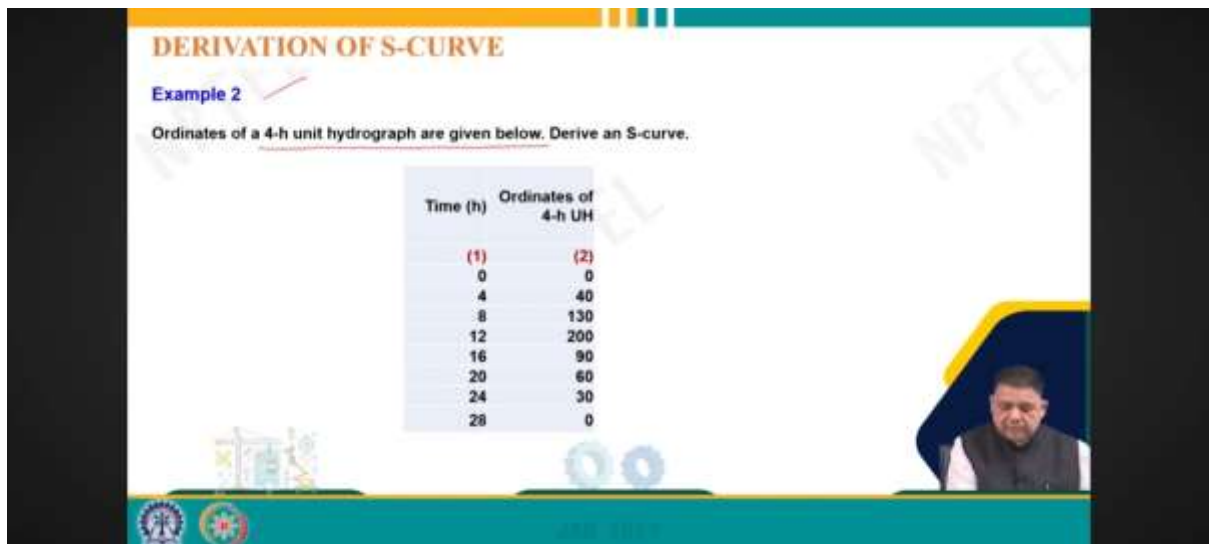 DERIVATION OF S-CURVE
Example 2
Ordinates of a 4-h unit hydrograph are given below. Derive an S-curve.
Time (h) Ordinates of 4-h UH
(1) (2)
0 0
4 40
8 130
12 200
16 90
20 60
24 30
28 0
NPTEL
NPTEL